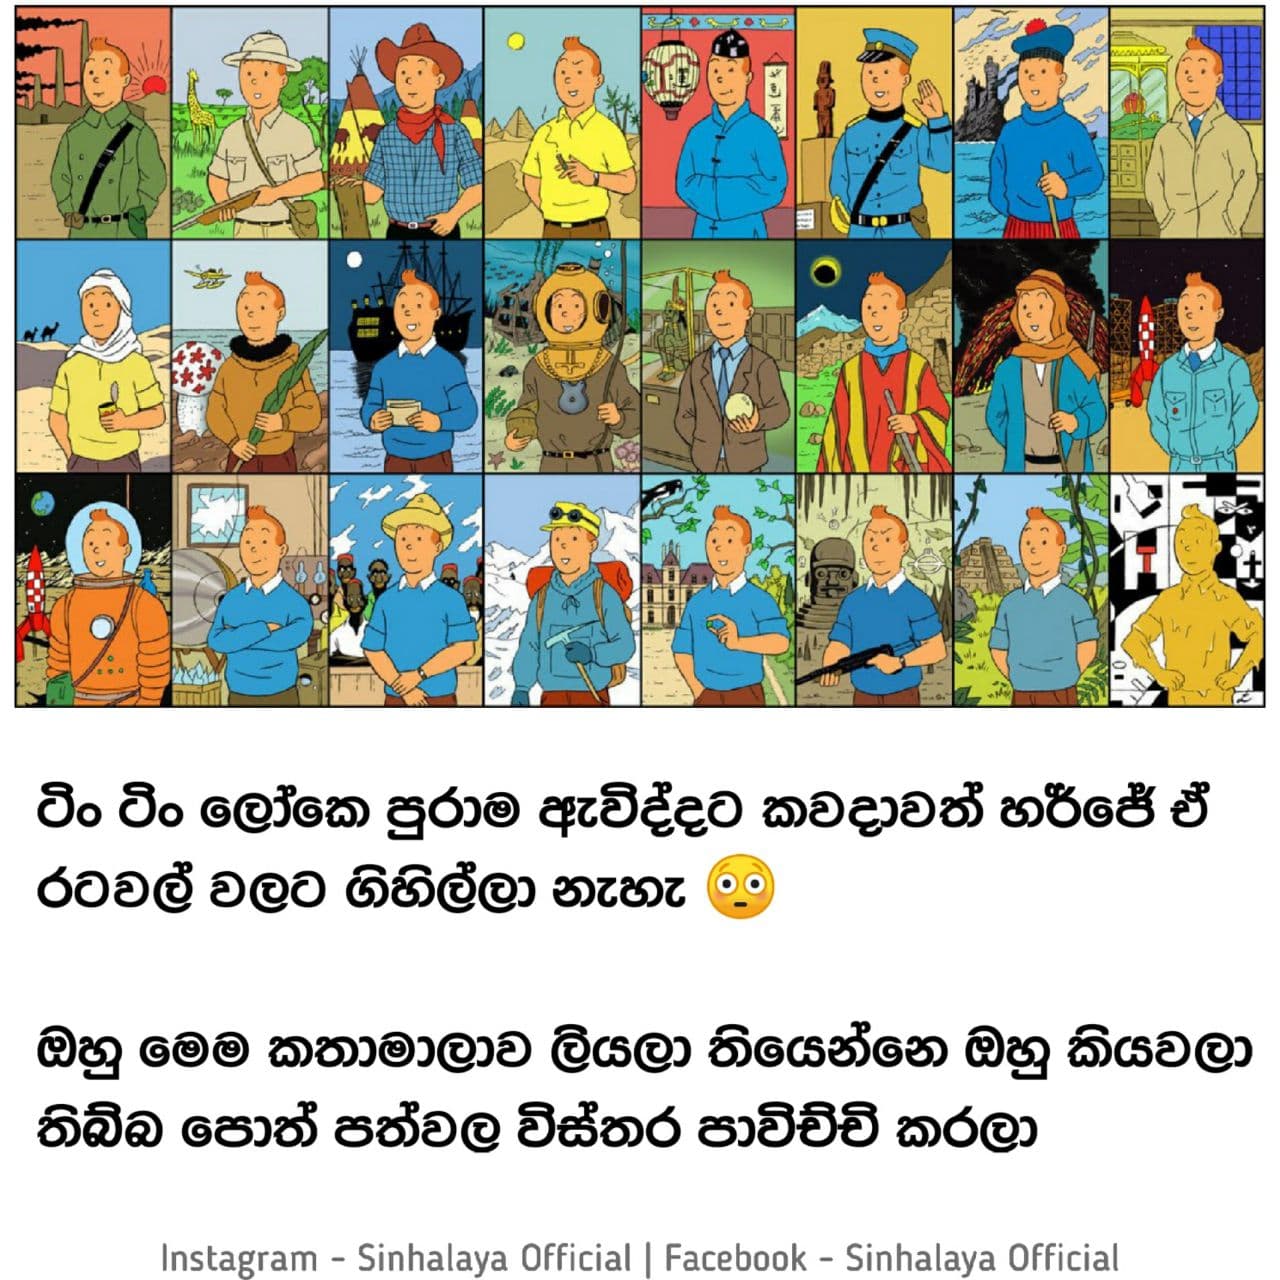 ටිං ටිං ලෝකෙ පුරාම ඇවිද්දට කවදාවත් හර්ජේ ඒ
රටවල් වලට ගිහිල්ලා නැහැ 😳
ඔහු මෙම කතාමාලාව ලියලා තියෙන්නෙ ඔහු කියවලා
තිබ්බ පොත් පත්වල විස්තර පාවිච්චි කරලා
Instagram - Sinhalaya Official | Facebook - Sinhalaya Official